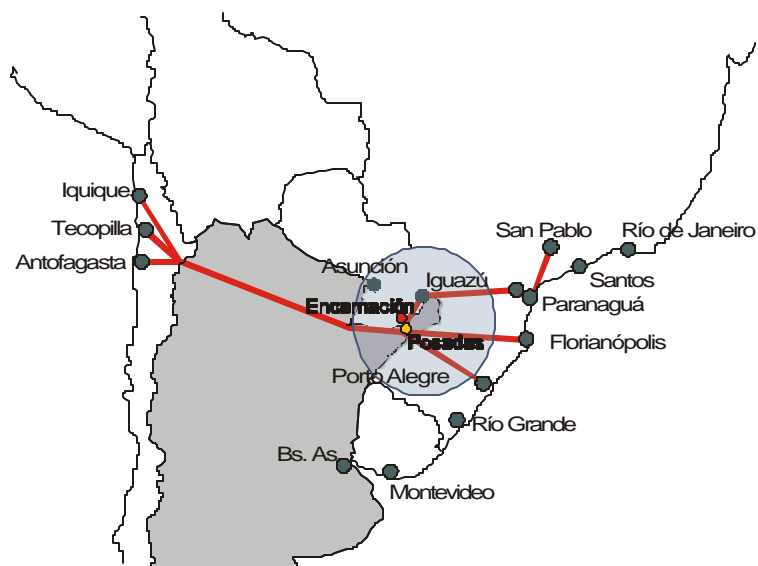 Iquique
Tecopilla
Antofagasta
San Pablo
Río de Janeiro
Santos
Asunción
Iguazú
Paranaguá
Encarnación
Posadas
Florianópolis
Porto Alegre
Río Grande
Bs. As.
Montevideo